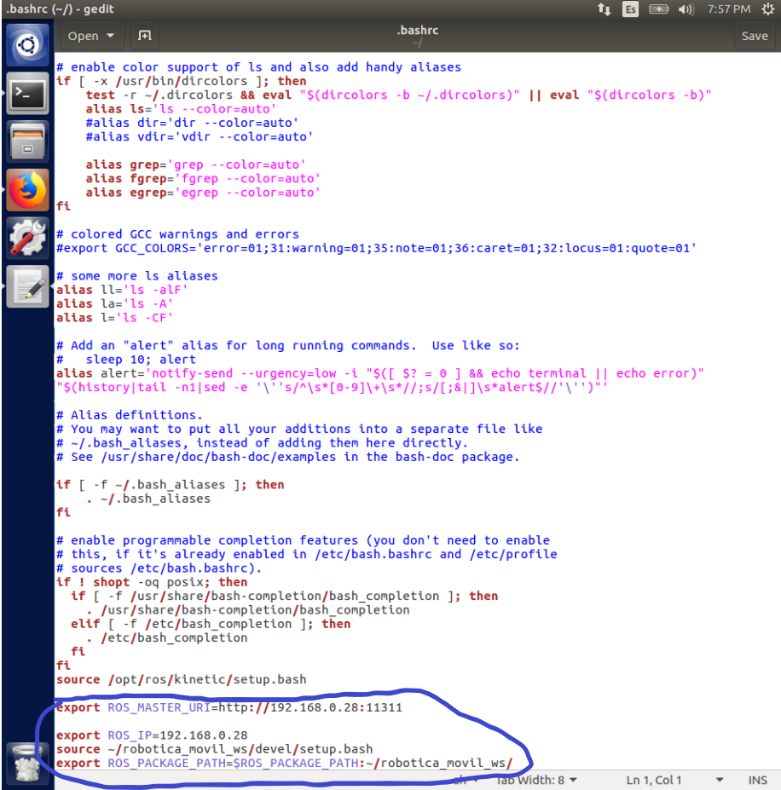 .bashrc (~/) - gedit
Es
7:57 PM
Open
.bashrc
~/
Save
# enable color support of ls and also add handy aliases
if [ -x /usr/bin/dircolors ]; then
    test -r ~/.dircolors && eval "$(dircolors -b ~/.dircolors)" || eval "$(dircolors -b)"
    alias ls='ls --color=auto'
    #alias dir='dir --color=auto'
    #alias vdir='vdir --color=auto'

    alias grep='grep --color=auto'
    alias fgrep='fgrep --color=auto'
    alias egrep='egrep --color=auto'
fi

# colored GCC warnings and errors
#export GCC_COLORS='error=01;31:warning=01;35:note=01;36:caret=01;32:locus=01:quote=01'

# some more ls aliases
alias ll='ls -alF'
alias la='ls -A'
alias l='ls -CF'

# Add an "alert" alias for long running commands.  Use like so:
#   sleep 10; alert
alias alert='notify-send --urgency=low -i "$([ $? = 0 ] && echo terminal || echo error)"
"$(history|tail -n1|sed -e '\''s/^\s*[0-9]\+\s*//;s/[;&|]\s*alert$//'\'')"'

# Alias definitions.
# You may want to put all your additions into a separate file like
# ~/.bash_aliases, instead of adding them here directly.
# See /usr/share/doc/bash-doc/examples in the bash-doc package.

if [ -f ~/.bash_aliases ]; then
    . ~/.bash_aliases
fi

# enable programmable completion features (you don't need to enable
# this, if it's already enabled in /etc/bash.bashrc and /etc/profile
# sources /etc/bash.bashrc).
if ! shopt -oq posix; then
  if [ -f /usr/share/bash-completion/bash_completion ]; then
    . /usr/share/bash-completion/bash_completion
  elif [ -f /etc/bash_completion ]; then
    . /etc/bash_completion
  fi
fi
source /opt/ros/kinetic/setup.bash

export ROS_MASTER_URI=http://192.168.0.28:11311

export ROS_IP=192.168.0.28
source ~/robotica_movil_ws/devel/setup.bash
export ROS_PACKAGE_PATH=$ROS_PACKAGE_PATH:~/robotica_movil_ws/
Tab Width: 8
Ln 1, Col 1
INS